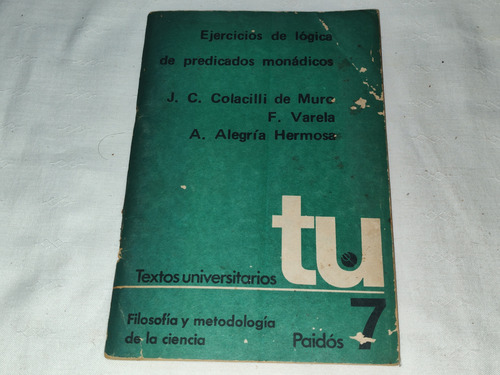 Ejercicios de lógica
de predicados monádicos
J. C. Colacilli de Muro
F. Varela
A. Alegría Hermosa
tu
Textos universitarios
7
Filosofía y metodología
de la ciencia
Paidós